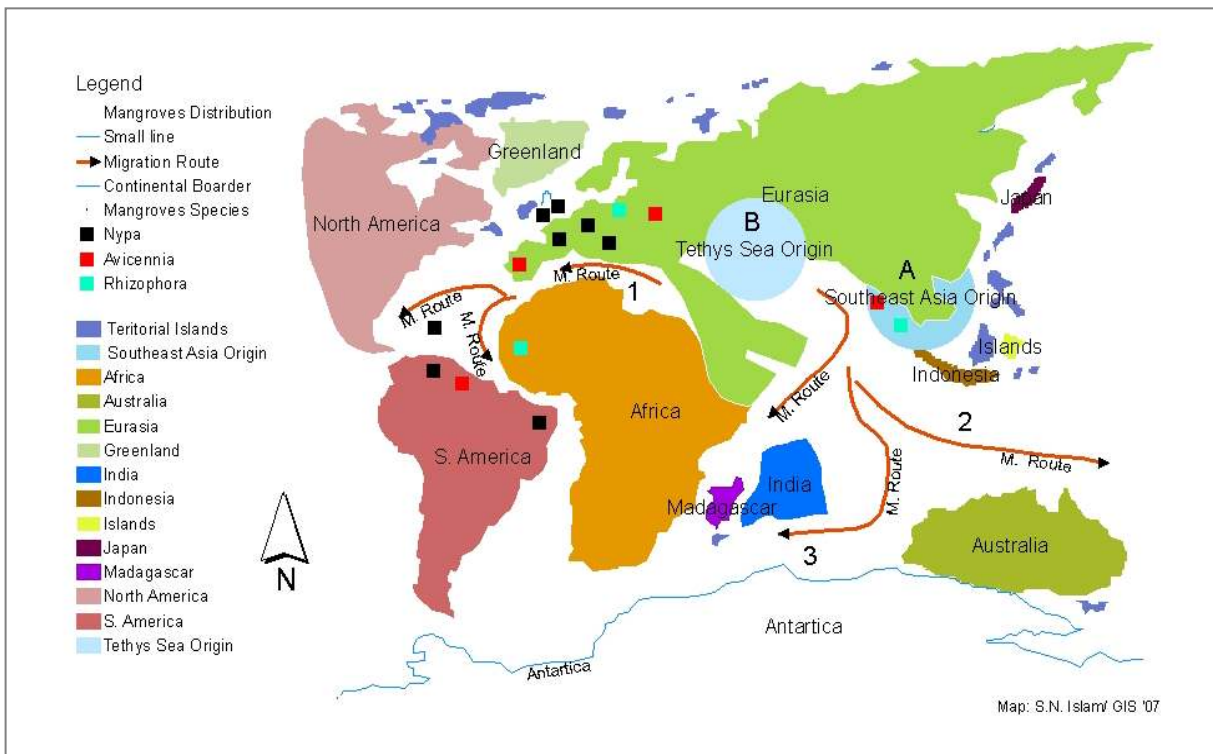 Legend
Mangroves Distribution
Small line
Migration Route
Continental Boarder
Mangroves Species
Nypa
Avicennia
Rhizophora
Teritorial Islands
Southeast Asia Origin
Africa
Australia
Eurasia
Greenland
India
Indonesia
Islands
Japan
Madagascar
North America
S. America
Tethys Sea Origin
N
Greenland
North America
Eurasia
Japan
B
Tethys Sea Origin
A
Southeast Asia Origin
M. Route
1
M. Route
M. Route
Islands
Indonesia
M. Route
Africa
2
M. Route
S. America
M. Route
India
Madagascar
3
Australia
Antartica
Antartica
Map: S.N. Islam/ GIS '07